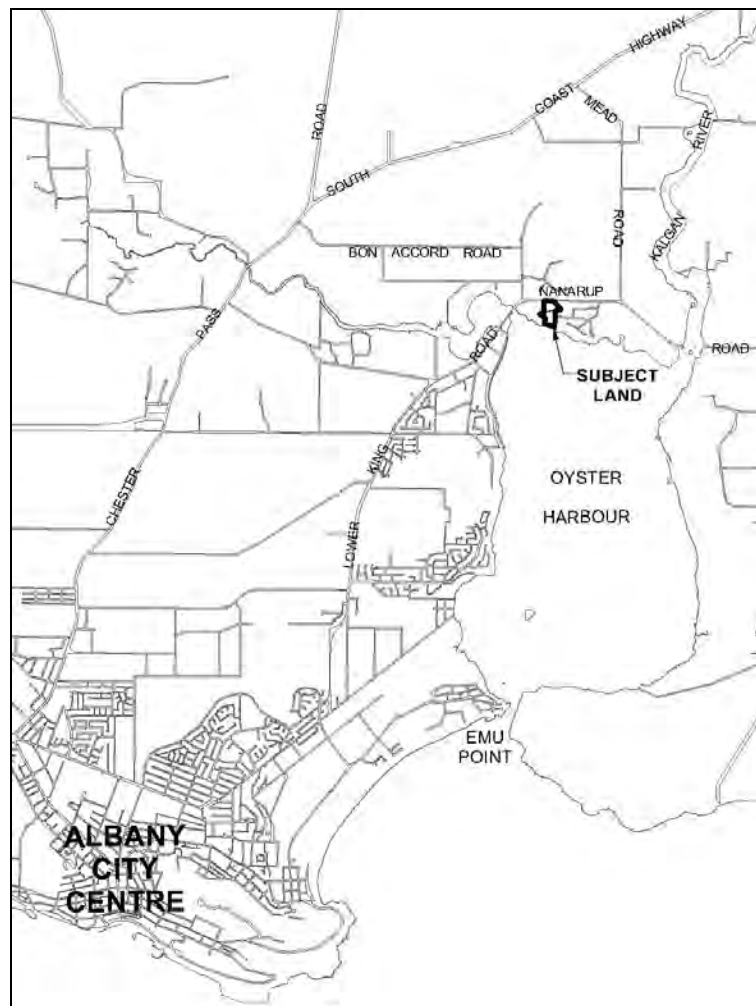 HIGHWAY
COAST
MEAD
ROAD
RIVER
SOUTH
ROAD
KALGAN
BON ACCORD ROAD
NANARUP
PASS
ROAD
ROAD
SUBJECT
LAND
KING
OYSTER
HARBOUR
CHESTER
LOWER
EMU
POINT
ALBANY
CITY
CENTRE